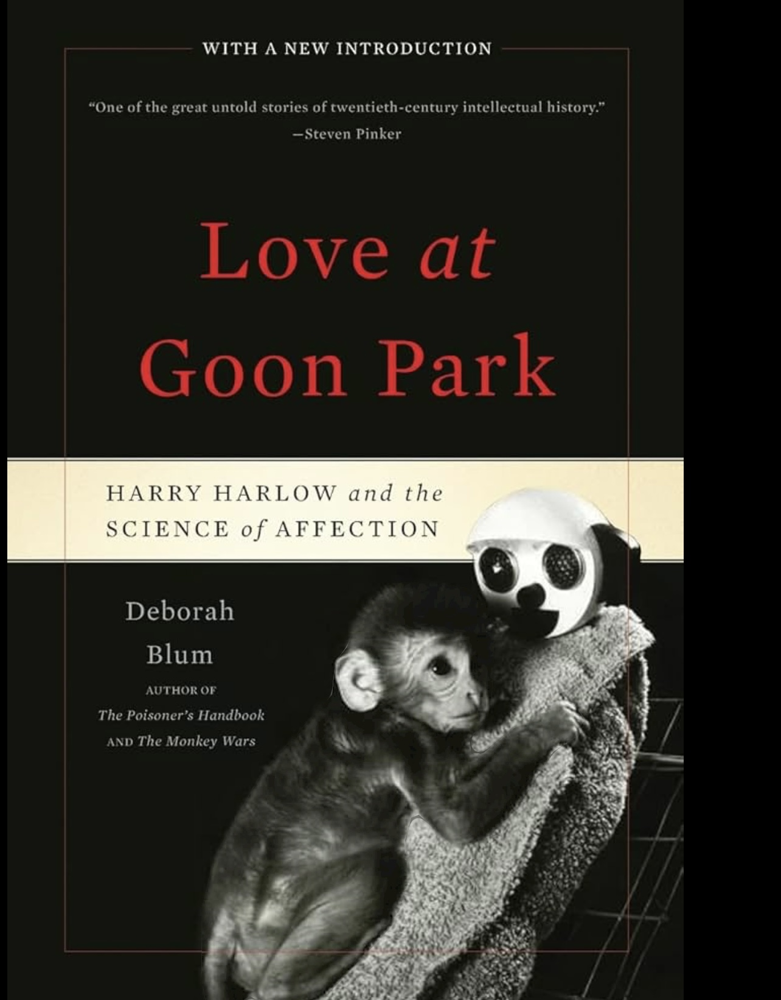 WITH A NEW INTRODUCTION
“One of the great untold stories of twentieth-century intellectual history.”
—Steven Pinker
Love at
Goon Park
HARRY HARLOW and the
SCIENCE of AFFECTION
Deborah
Blum
AUTHOR OF
The Poisoner’s Handbook
AND The Monkey Wars